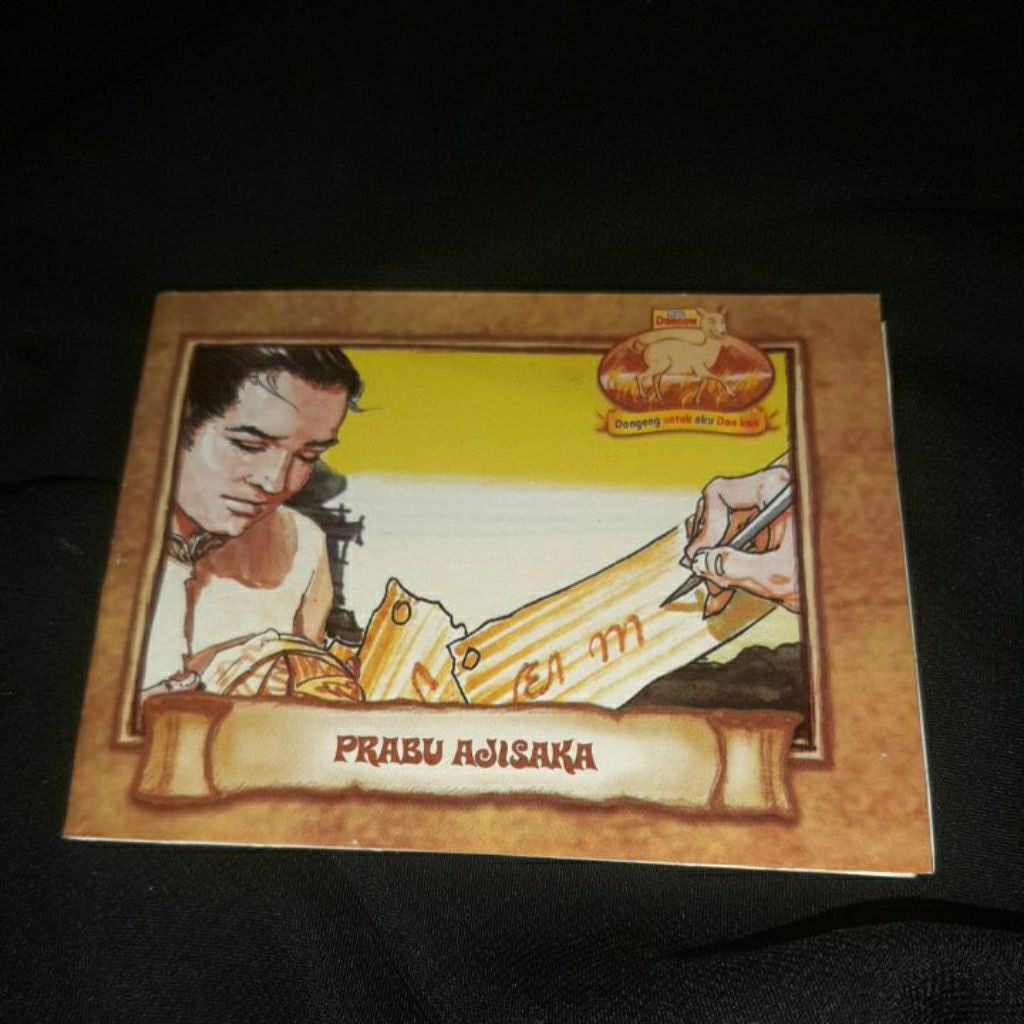 Dancow
Dongeng untuk aku Dan kau
PRABU AJISAKA